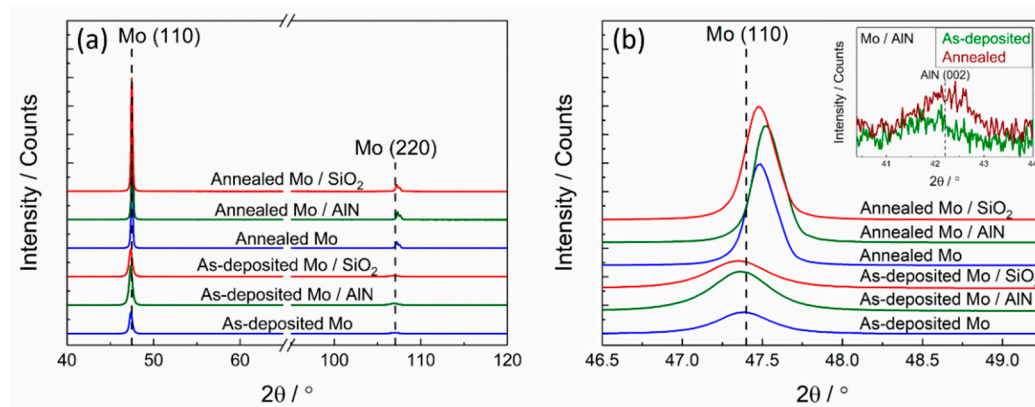 (a)
Mo (110)
Mo (220)
Annealed Mo / SiO₂
Annealed Mo / AlN
Annealed Mo
As-deposited Mo / SiO₂
As-deposited Mo / AlN
As-deposited Mo
Intensity / Counts
40 50 60 100 110 120
2θ / °
(b)
Mo (110)
Mo / AlN
As-deposited
Annealed
AlN (002)
Intensity / Counts
41 42 43 44
2θ / °
Annealed Mo / SiO₂
Annealed Mo / AlN
Annealed Mo
As-deposited Mo / SiO
As-deposited Mo / AlN
As-deposited Mo
Intensity / Counts
46.5 47.0 47.5 48.0 48.5 49.0
2θ / °